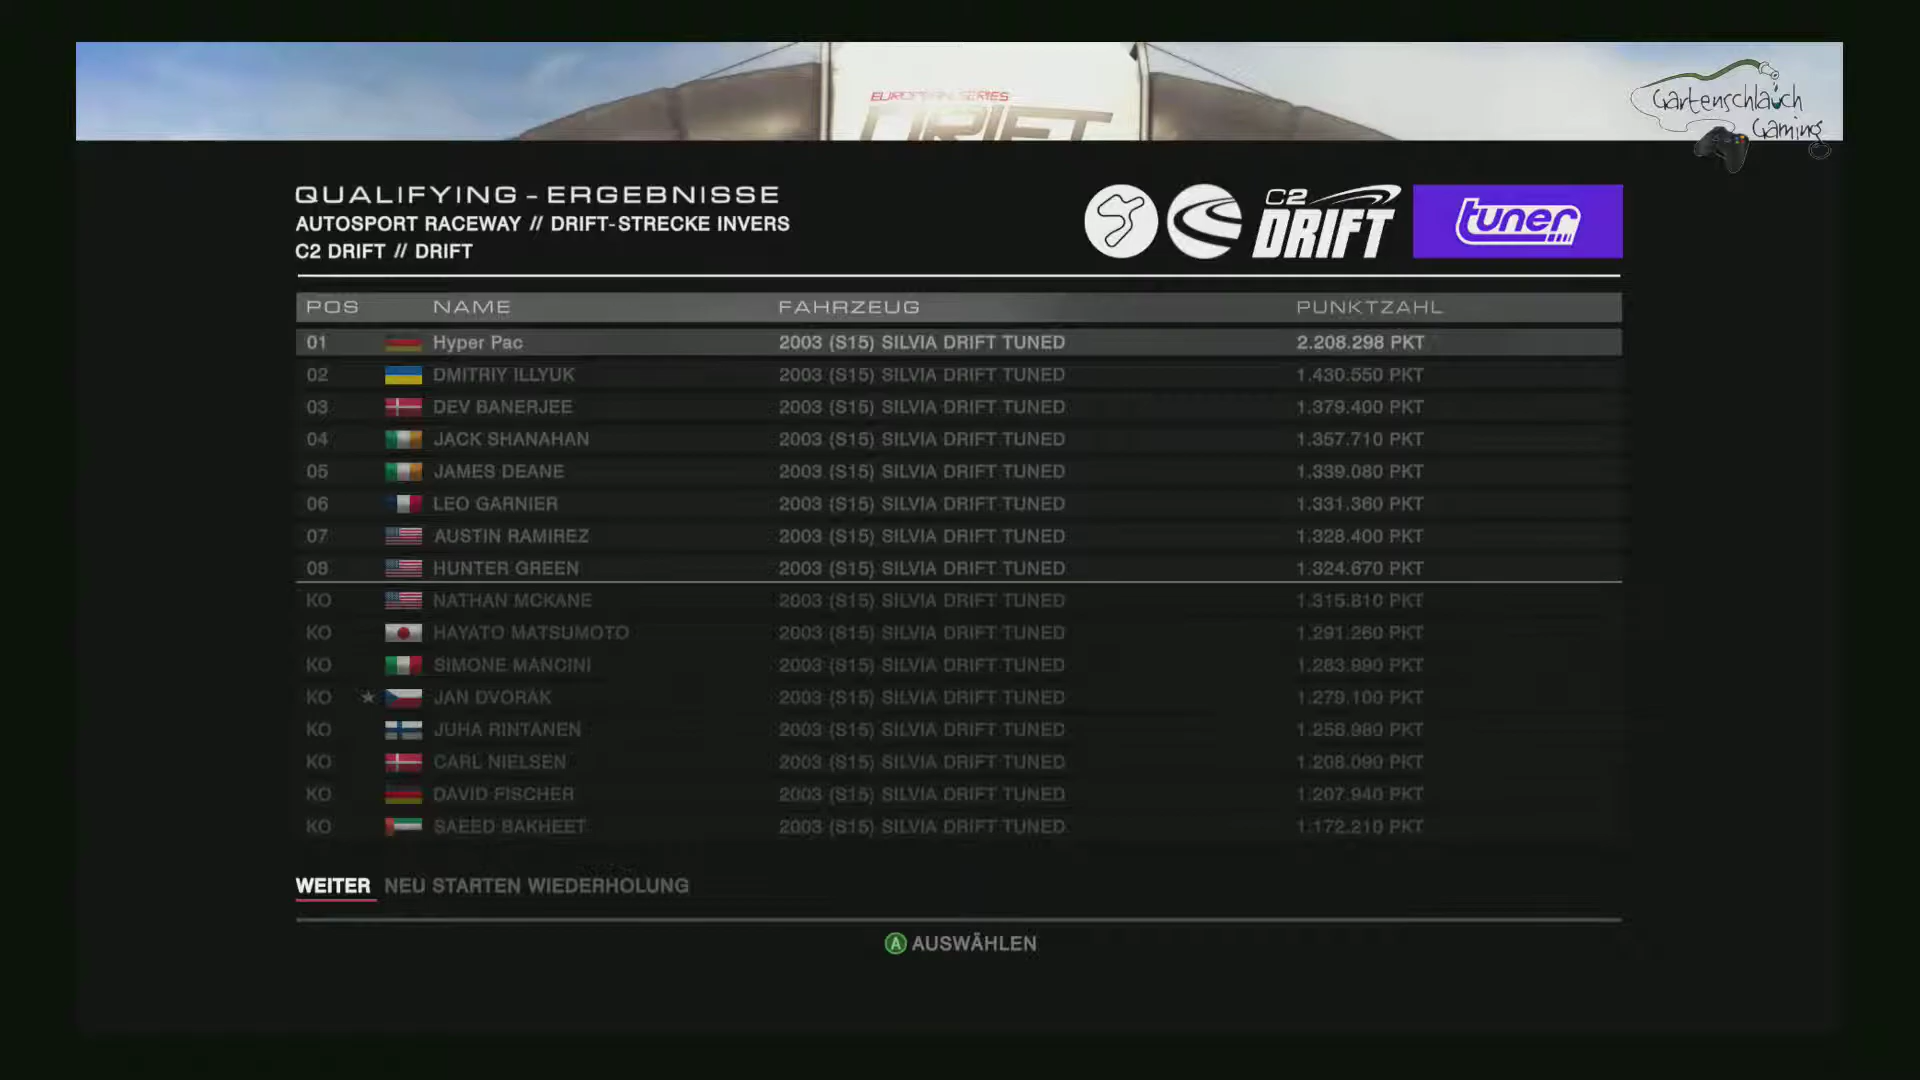 EUROPEAN SERIES
DRIFT
Gartenschlauch
Gaming
QUALIFYING - ERGEBNISSE
AUTOSPORT RACEWAY // DRIFT-STRECKE INVERS
C2 DRIFT // DRIFT
C2
DRIFT
tuner
POS NAME FAHRZEUG PUNKTZAHL
01 Hyper Pac 2003 (S15) SILVIA DRIFT TUNED 2.208.298 PKT
02 DMITRIY ILLYUK 2003 (S15) SILVIA DRIFT TUNED 1.430.550 PKT
03 DEV BANERJEE 2003 (S15) SILVIA DRIFT TUNED 1.379.400 PKT
04 JACK SHANAHAN 2003 (S15) SILVIA DRIFT TUNED 1.357.710 PKT
05 JAMES DEANE 2003 (S15) SILVIA DRIFT TUNED 1.339.080 PKT
06 LEO GARNIER 2003 (S15) SILVIA DRIFT TUNED 1.331.360 PKT
07 AUSTIN RAMIREZ 2003 (S15) SILVIA DRIFT TUNED 1.328.400 PKT
08 HUNTER GREEN 2003 (S15) SILVIA DRIFT TUNED 1.324.670 PKT
KO NATHAN MCKANE 2003 (S15) SILVIA DRIFT TUNED 1.315.810 PKT
KO HAYATO MATSUMOTO 2003 (S15) SILVIA DRIFT TUNED 1.291.260 PKT
KO SIMONE MANCINI 2003 (S15) SILVIA DRIFT TUNED 1.283.990 PKT
KO ★ JAN DVORAK 2003 (S15) SILVIA DRIFT TUNED 1.279.100 PKT
KO JUHA RINTANEN 2003 (S15) SILVIA DRIFT TUNED 1.256.980 PKT
KO CARL NIELSEN 2003 (S15) SILVIA DRIFT TUNED 1.208.090 PKT
KO DAVID FISCHER 2003 (S15) SILVIA DRIFT TUNED 1.207.940 PKT
KO SAEED BAKHEET 2003 (S15) SILVIA DRIFT TUNED 1.172.210 PKT
WEITER NEU STARTEN WIEDERHOLUNG
A AUSWÄHLEN